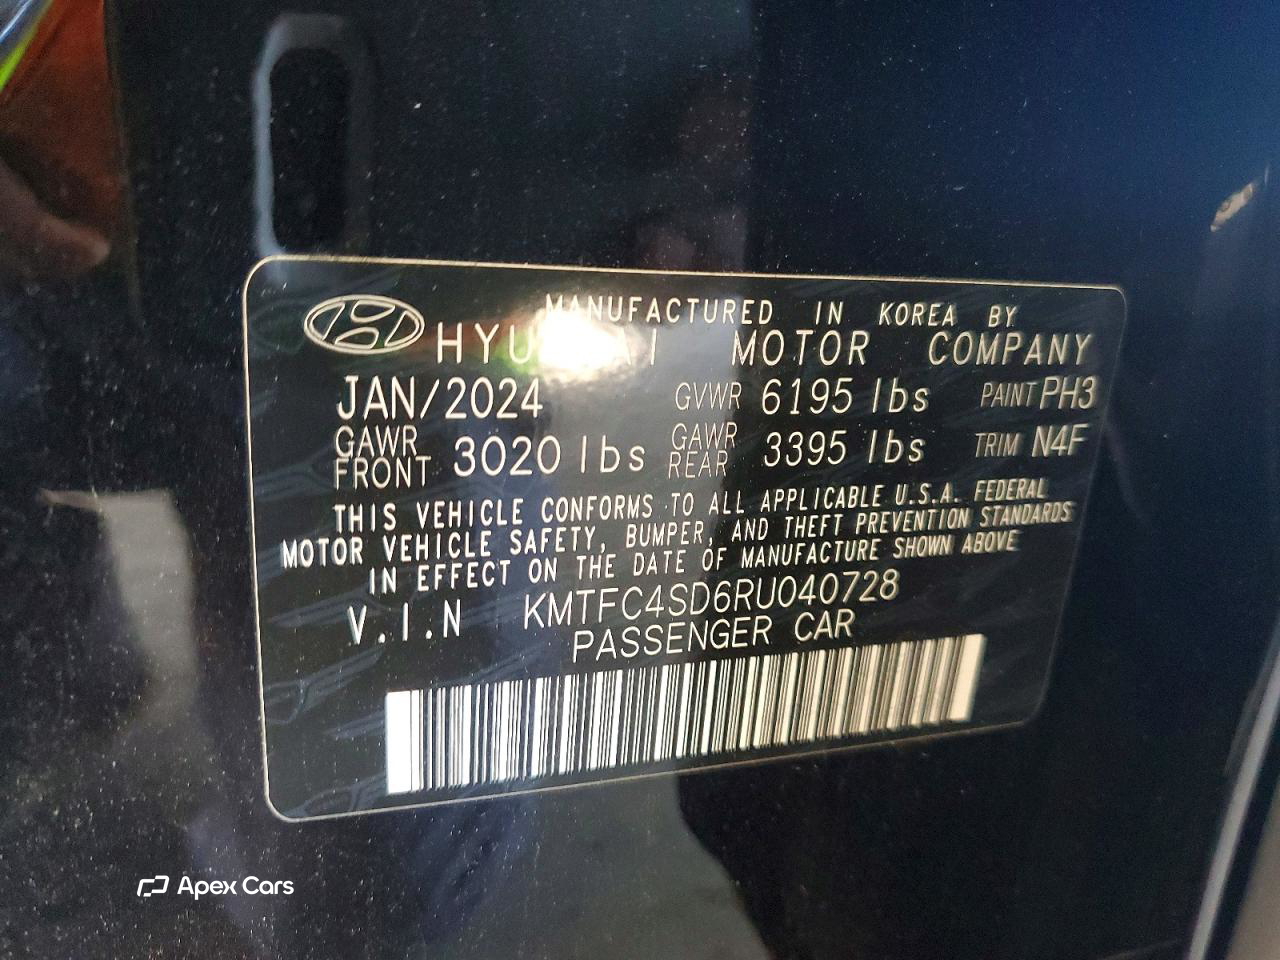 MANUFACTURED IN KOREA BY
HYUNDAI MOTOR COMPANY
JAN/2024 GVWR 6195 lbs PAINT PH3
GAWR FRONT 3020 lbs GAWR REAR 3395 lbs TRIM N4F
THIS VEHICLE CONFORMS TO ALL APPLICABLE U.S.A. FEDERAL
MOTOR VEHICLE SAFETY, BUMPER, AND THEFT PREVENTION STANDARDS
IN EFFECT ON THE DATE OF MANUFACTURE SHOWN ABOVE
V.I.N KMTFC4SD6RU040728
PASSENGER CAR
Apex Cars